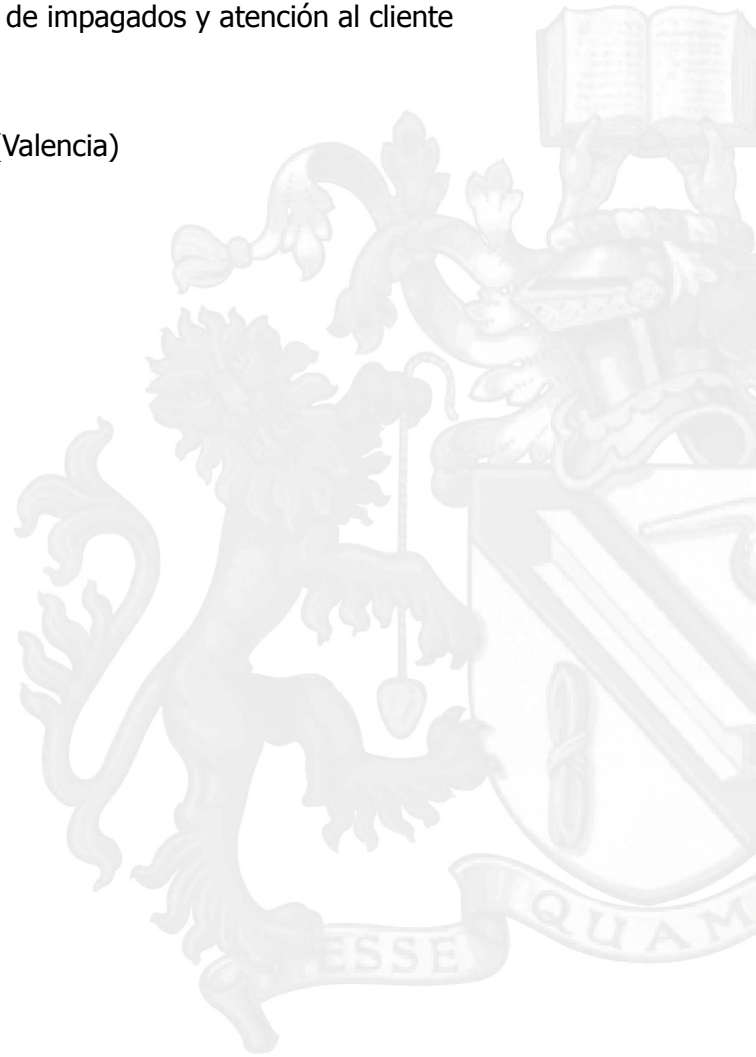 de impagados y atención al cliente
(Valencia)
ESSE
QUAM